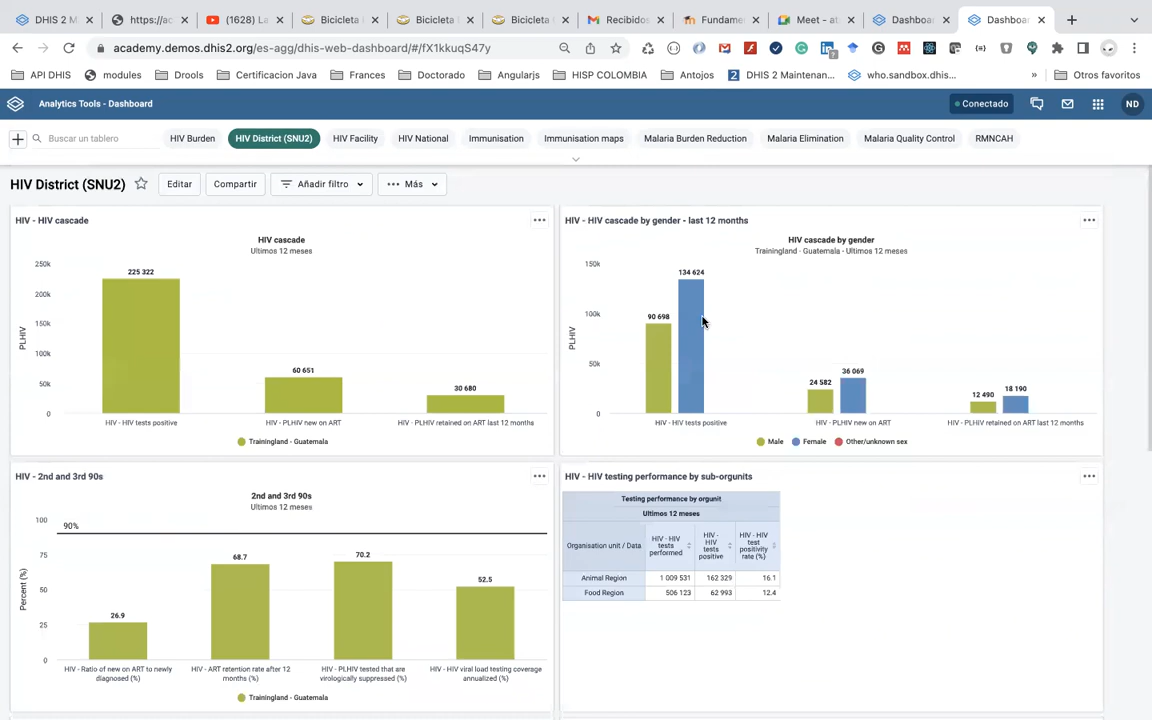 DHIS 2 M
https://ac
(1628) La
Bicicleta
Bicicleta
Bicicleta
Recibidos
Fundame
Meet - at
Dashboar
Dashboa
academy.demos.dhis2.org/es-agg/dhis-web-dashboard/#/fX1kkuqS47y
API DHIS
modules
Drools
Certificacion Java
Frances
Doctorado
Angularjs
HISP COLOMBIA
Antojos
DHIS 2 Maintenan...
who.sandbox.dhis...
»
Otros favoritos
Analytics Tools - Dashboard
Conectado
ND
Buscar un tablero
HIV Burden
HIV District (SNU2)
HIV Facility
HIV National
Immunisation
Immunisation maps
Malaria Burden Reduction
Malaria Elimination
Malaria Quality Control
RMNCAH
HIV District (SNU2)
Editar
Compartir
Añadir filtro
Más
HIV - HIV cascade
HIV cascade
Ultimos 12 meses
250k
200k
150k
100k
50k
0
PLHIV
225 322
60 651
30 680
HIV - HIV tests positive
HIV - PLHIV new on ART
HIV - PLHIV retained on ART last 12 months
Trainingland - Guatemala
HIV - HIV cascade by gender - last 12 months
HIV cascade by gender
Trainingland - Guatemala - Ultimos 12 meses
150k
100k
50k
0
PLHIV
90 698
134 624
24 582
36 069
12 490
18 190
HIV - HIV tests positive
HIV - PLHIV new on ART
HIV - PLHIV retained on ART last 12 months
Male
Female
Other/unknown sex
HIV - 2nd and 3rd 90s
2nd and 3rd 90s
Ultimos 12 meses
100
75
50
25
0
Percent (%)
90%
26.9
68.7
70.2
52.5
HIV - Ratio of new on ART to newly
diagnosed (%)
HIV - ART retention rate after 12
months (%)
HIV - PLHIV tested that are
virologically suppressed (%)
HIV - HIV viral load testing coverage
annualized (%)
Trainingland - Guatemala
HIV - HIV testing performance by sub-orgunits
Testing performance by orgunit
Ultimos 12 meses
Organisation unit / Data
HIV - HIV
tests
performed
HIV -
HIV
tests
positive
HIV - HIV
test
positivity
rate (%)
Animal Region 1 009 531 162 329 16.1
Food Region 506 123 62 993 12.4